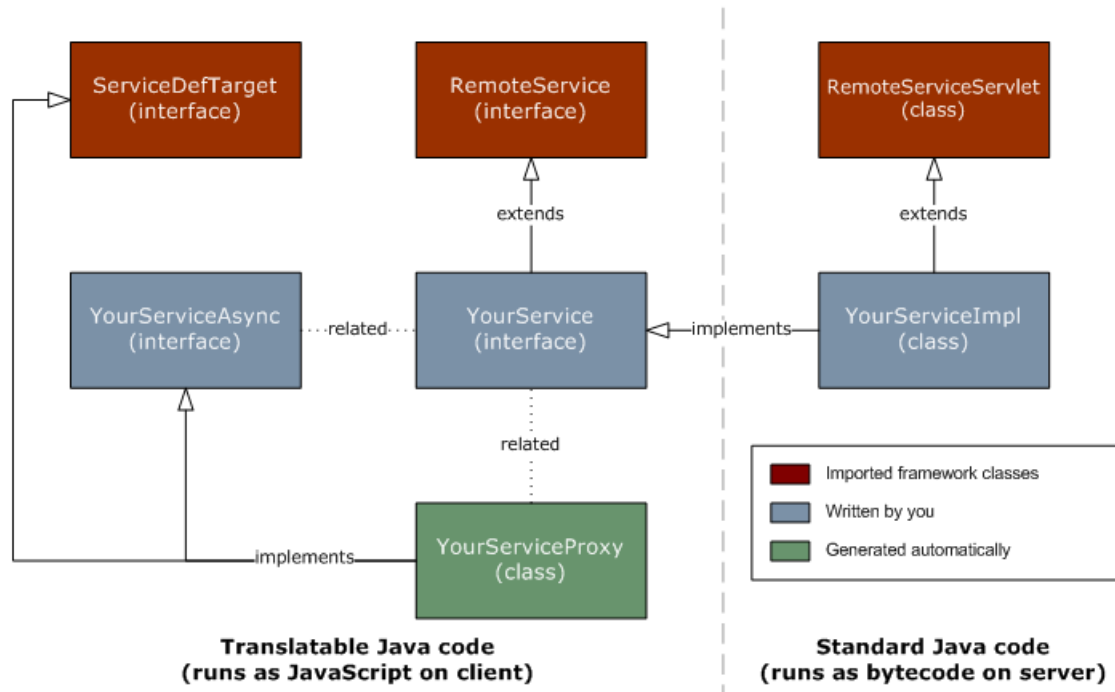 ServiceDefTarget
(interface)
RemoteService
(interface)
RemoteServiceServlet
(class)
extends
extends
YourServiceAsync
(interface)
related
YourService
(interface)
implements
YourServiceImpl
(class)
related
implements
YourServiceProxy
(class)
Imported framework classes
Written by you
Generated automatically
Translatable Java code
(runs as JavaScript on client)
Standard Java code
(runs as bytecode on server)